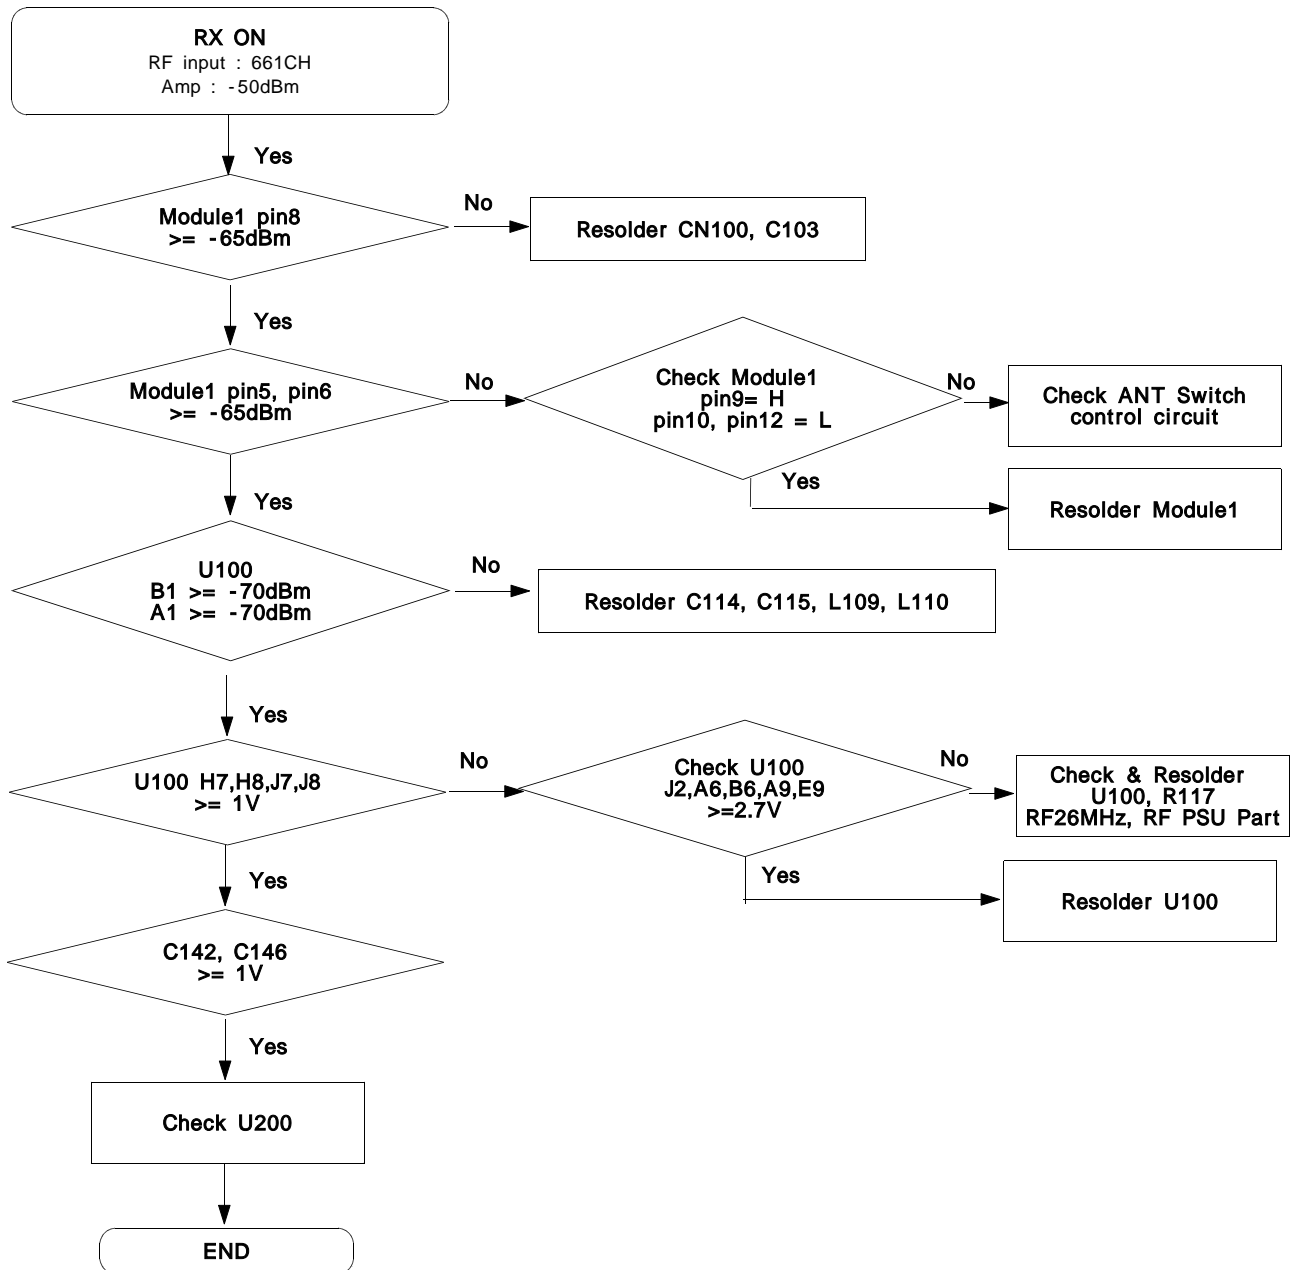 RX ON
RF input : 661CH
Amp : -50dBm
Yes
Module1 pin8
>= -65dBm
No
Resolder CN100, C103
Yes
Module1 pin5, pin6
>= -65dBm
No
Check Module1
pin9= H
pin10, pin12 = L
No
Check ANT Switch
control circuit
Yes
Resolder Module1
Yes
U100
B1 >= -70dBm
A1 >= -70dBm
No
Resolder C114, C115, L109, L110
Yes
U100 H7,H8,J7,J8
>= 1V
No
Check U100
J2,A6,B6,A9,E9
>=2.7V
No
Check & Resolder
U100, R117
RF26MHz, RF PSU Part
Yes
Resolder U100
Yes
C142, C146
>= 1V
Yes
Check U200
END